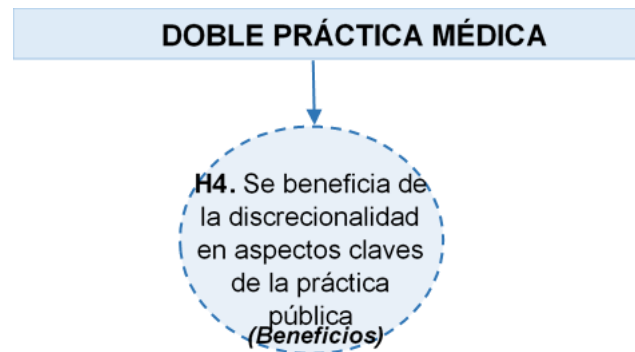 DOBLE PRÁCTICA MÉDICA
H4. Se beneficia de
la discrecionalidad
en aspectos claves
de la práctica
pública
(Beneficios)